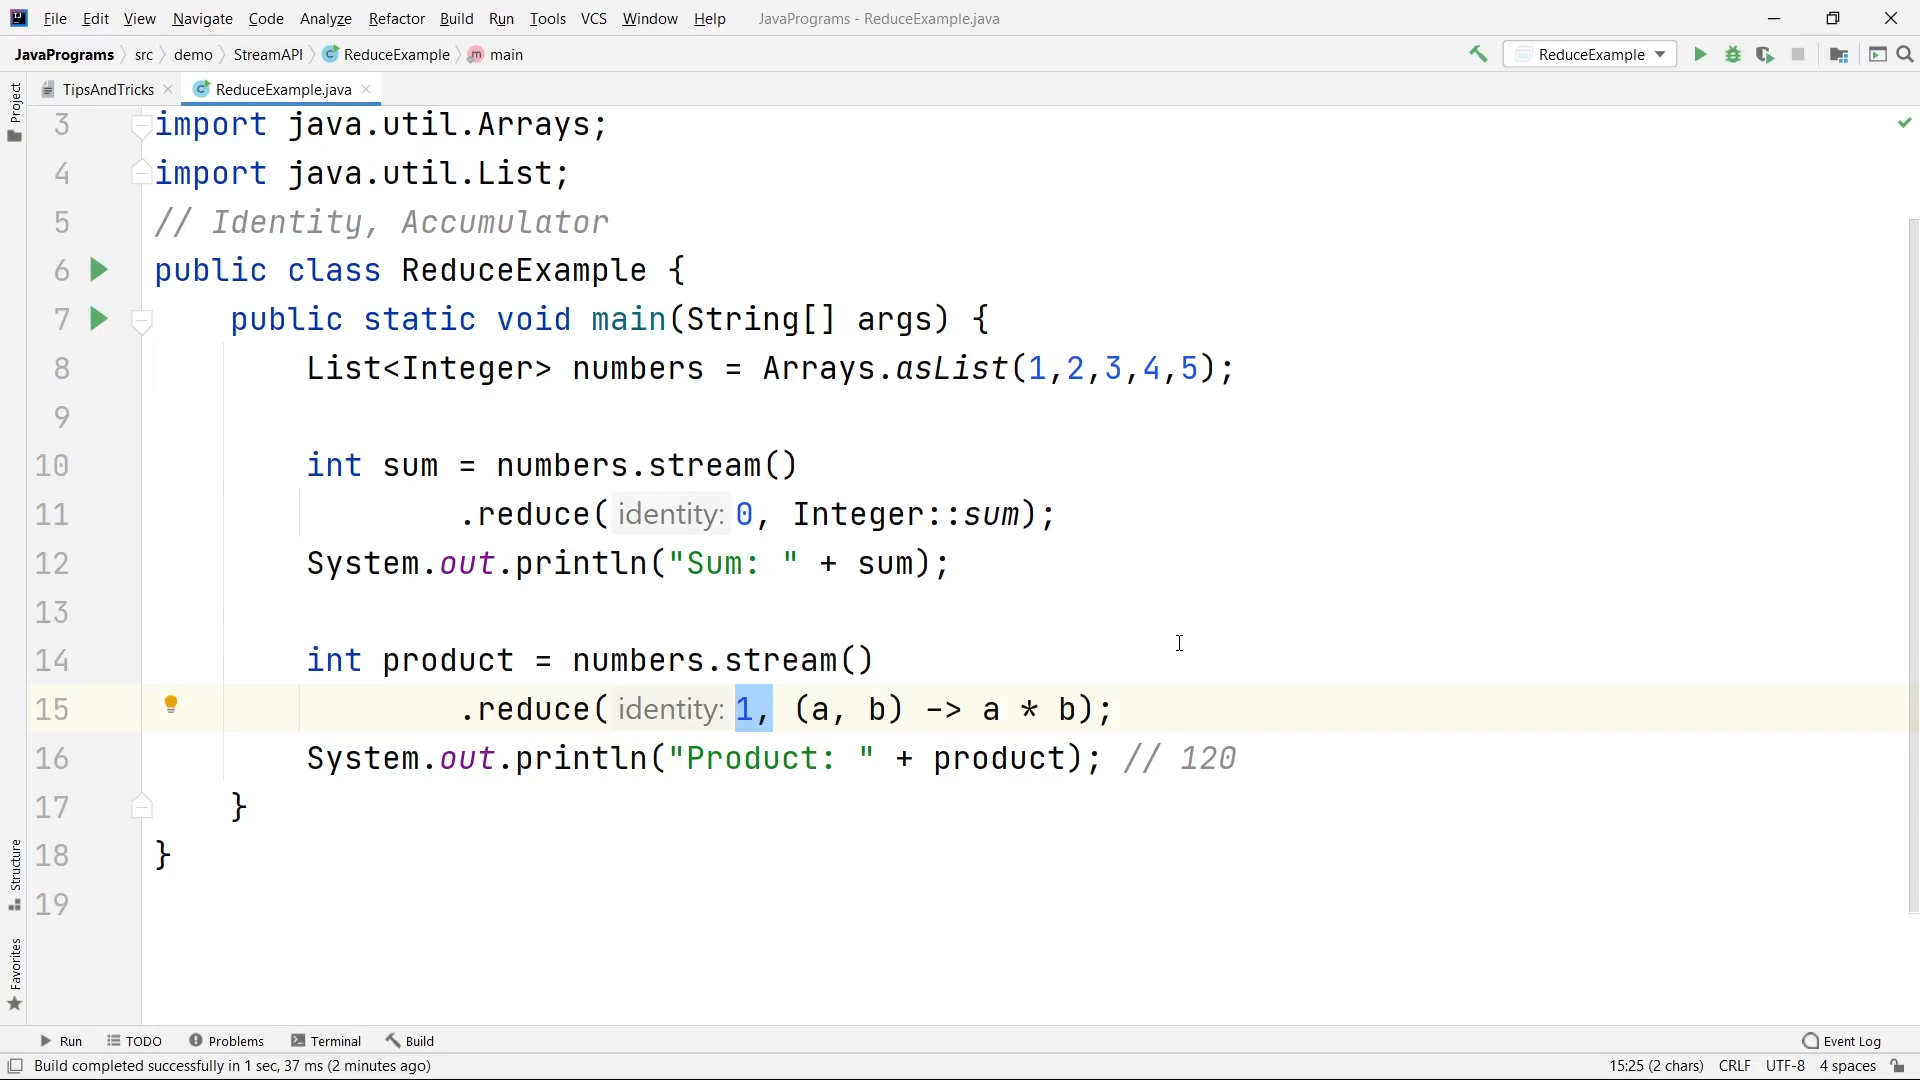 File Edit View Navigate Code Analyze Refactor Build Run Tools VCS Window Help JavaPrograms - ReduceExample.java
JavaPrograms src demo StreamAPI ReduceExample main ReduceExample
TipsAndTricks ReduceExample.java
Project
3 import java.util.Arrays;
4 import java.util.List;
5 // Identity, Accumulator
6 public class ReduceExample {
7 public static void main(String[] args) {
8 List<Integer> numbers = Arrays.asList(1,2,3,4,5);
9
10 int sum = numbers.stream()
11 .reduce( identity: 0, Integer::sum);
12 System.out.println("Sum: " + sum);
13
14 int product = numbers.stream()
15 .reduce( identity: 1, (a, b) -> a * b);
16 System.out.println("Product: " + product); // 120
17 }
18 }
19
Structure
Favorites
Run TODO Problems Terminal Build Event Log
Build completed successfully in 1 sec, 37 ms (2 minutes ago) 15:25 (2 chars) CRLF UTF-8 4 spaces